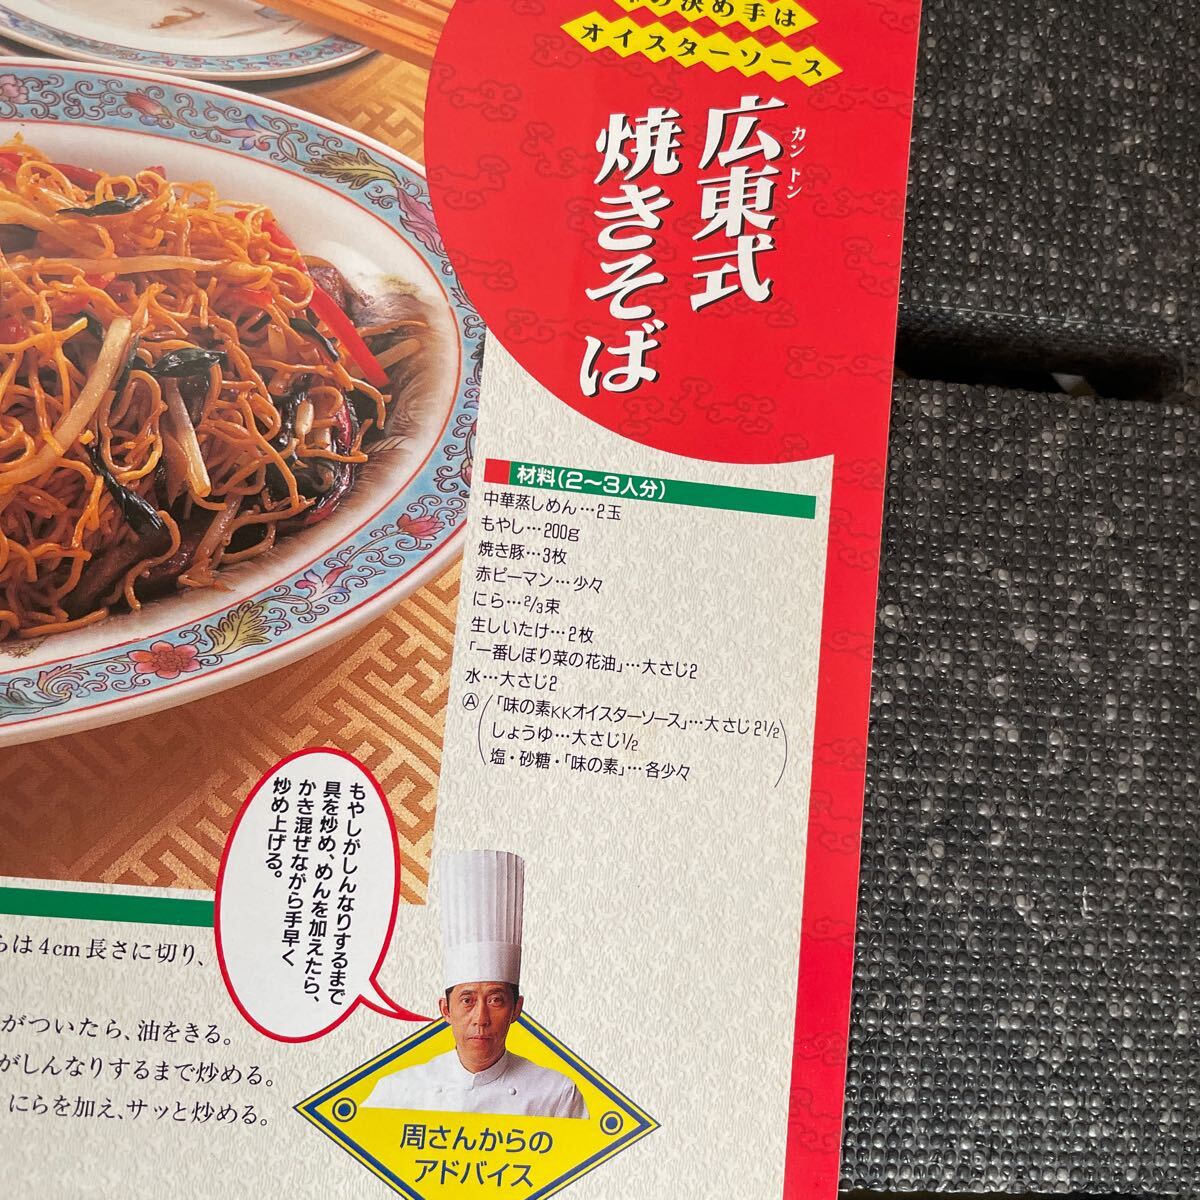 の決め手は
オイスターソース
広東式
カントン
焼きそば
材料(2〜3人分)
中華蒸しめん…2玉
もやし…200g
焼き豚…3枚
赤ピーマン…少々
にら…2/3束
生しいたけ…2枚
「一番しぼり菜の花油」…大さじ2
水…大さじ2
Ⓐ(「味の素KKオイスターソース」…大さじ2 1/2
しょうゆ…大さじ1/2
塩・砂糖・「味の素」…各少々)
もやしがしんなりするまで
具を炒め、めんを加えたら、
かき混ぜながら手早く
炒め上げる。
らは4cm長さに切り、
がついたら、油をきる。
がしんなりするまで炒める。
にらを加え、サッと炒める。
周さんからの
アドバイス